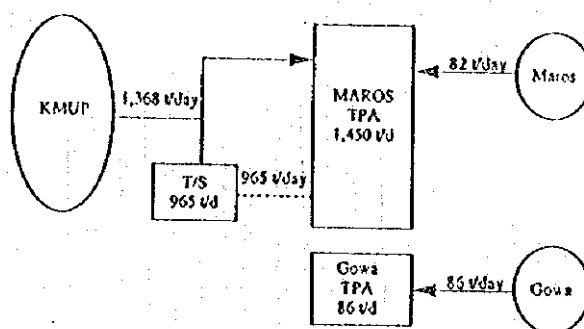 KMUP
1,368 t/day
T/S
965 t/d
965 t/day
MAROS
TPA
1,450 t/d
82 t/day
Maros
Gowa
TPA
86 t/d
86 t/day
Gowa